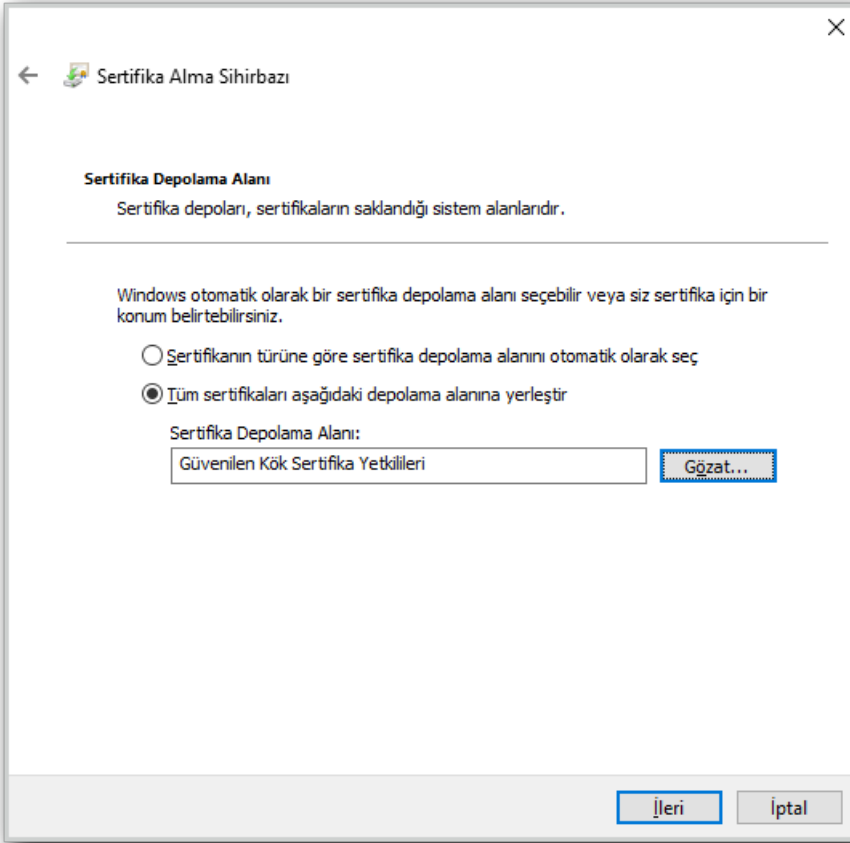 Sertifika Alma Sihirbazı
Sertifika Depolama Alanı
Sertifika depoları, sertifikaların saklandığı sistem alanlarıdır.
Windows otomatik olarak bir sertifika depolama alanı seçebilir veya siz sertifika için bir
konum belirtebilirsiniz.
Sertifikanın türüne göre sertifika depolama alanını otomatik olarak seç
Tüm sertifikaları aşağıdaki depolama alanına yerleştir
Sertifika Depolama Alanı:
Güvenilen Kök Sertifika Yetkilileri
Gözat...
İleri
İptal